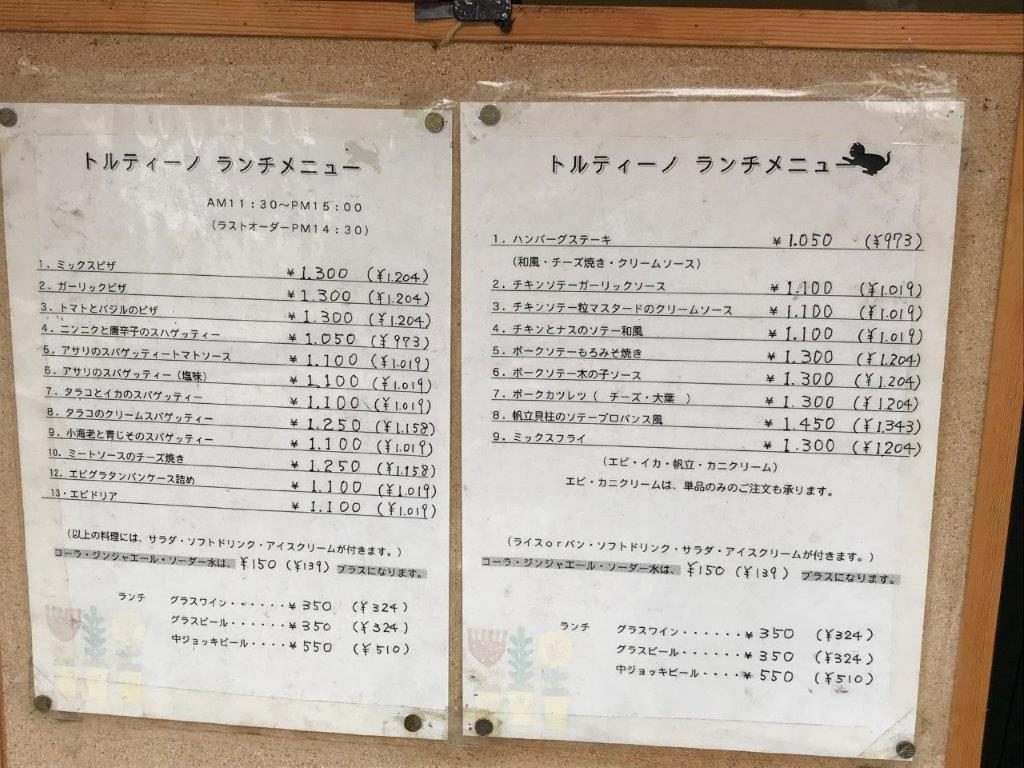 トルティーノ ランチメニュー
AM11:30～PM15:00
(ラストオーダーPM14:30)
1. ミックスピザ ¥1.300 (¥1.204)
2. ガーリックピザ ¥1.300 (¥1.204)
3. トマトとバジルのピザ ¥1.300 (¥1.204)
4. ニンニクと唐辛子のスパゲッティー ¥1.050 (¥973)
5. アサリのスパゲッティートマトソース ¥1.100 (¥1.019)
6. アサリのスパゲッティー(塩味) ¥1.100 (¥1.019)
7. タラコとイカのスパゲッティー ¥1.100 (¥1.019)
8. タラコのクリームスパゲッティー ¥1.250 (¥1.158)
9. 小海老と青じそのスパゲッティー ¥1.100 (¥1.019)
10. ミートソースのチーズ焼き ¥1.250 (¥1.158)
12. エビグラタンパンケース詰め ¥1.100 (¥1.019)
13・エビドリア ¥1.100 (¥1.019)
(以上の料理には、サラダ・ソフトドリンク・アイスクリームが付きます。)
コーラ・ジンジャエール・ソーダー水は、¥150 (¥139) プラスになります。
ランチ グラスワイン・・・・・・¥350 (¥324)
グラスビール・・・・・¥350 (¥324)
中ジョッキビール・・・・¥550 (¥510)
トルティーノ ランチメニュー
1. ハンバーグステーキ ¥1.050 (¥973)
(和風・チーズ焼き・クリームソース)
2. チキンソテーガーリックソース ¥1.100 (¥1.019)
3. チキンソテー粒マスタードのクリームソース ¥1.100 (¥1.019)
4. チキンとナスのソテー和風 ¥1.100 (¥1.019)
5. ポークソテーもろみそ焼き ¥1.300 (¥1.204)
6. ポークソテー木の子ソース ¥1.300 (¥1.204)
7. ポークカツレツ( チーズ・大葉 ) ¥1.300 (¥1.204)
8. 帆立貝柱のソテープロバンス風 ¥1.450 (¥1.343)
9. ミックスフライ ¥1.300 (¥1204)
(エビ・イカ・帆立・カニクリーム)
エビ・カニクリームは、単品のみのご注文も承ります。
(ライスorパン・ソフトドリンク・サラダ・アイスクリームが付きます。)
コーラ・ジンジャエール・ソーダー水は、¥150 (¥139) プラスになります。
ランチ グラスワイン・・・・・・¥350 (¥324)
グラスビール・・・・・・¥350 (¥324)
中ジョッキビール・・・・¥550 (¥510)